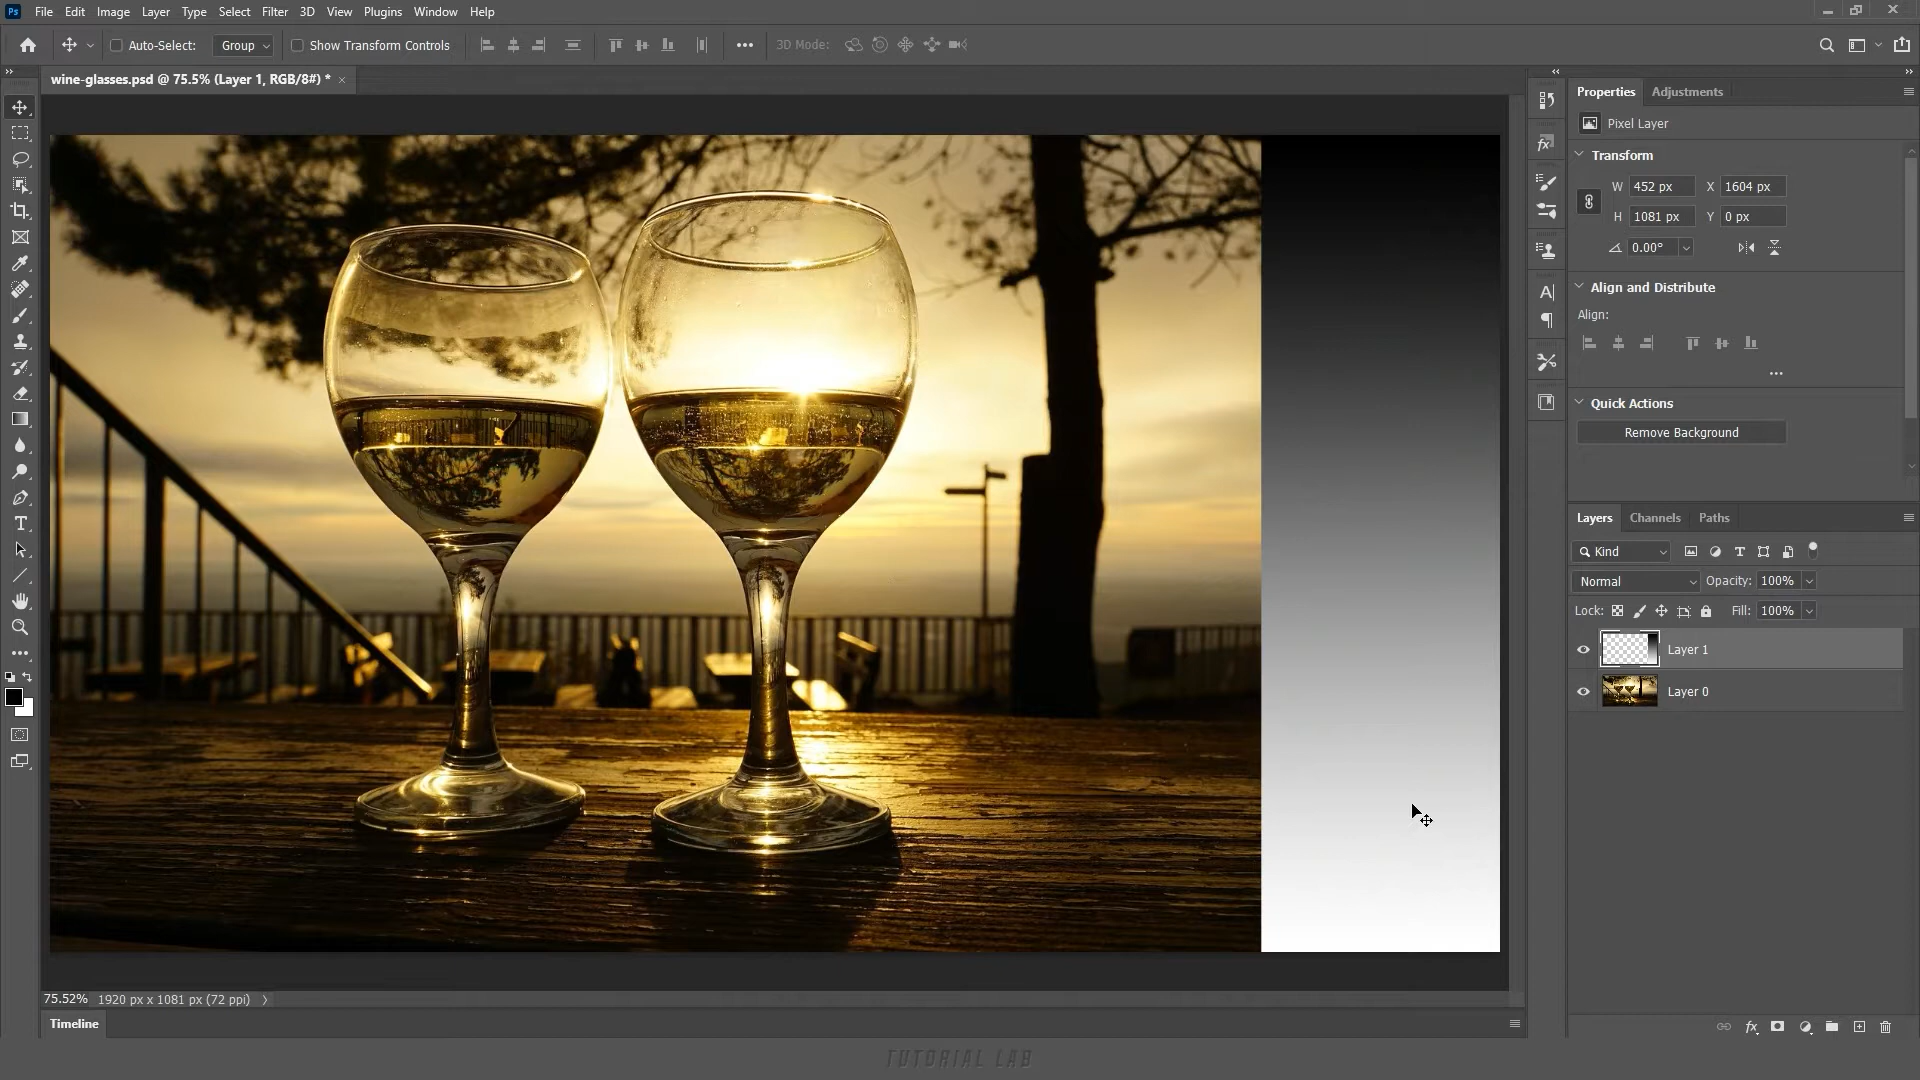 Ps File Edit Image Layer Type Select Filter 3D View Plugins Window Help
Auto-Select: Group Show Transform Controls 3D Mode:
wine-glasses.psd @ 75.5% (Layer 1, RGB/8#) *
Properties Adjustments
Pixel Layer
Transform
W 452 px X 1604 px
H 1081 px Y 0 px
0.00°
Align and Distribute
Align:
Quick Actions
Remove Background
Layers Channels Paths
Kind
Normal Opacity: 100%
Lock: Fill: 100%
Layer 1
Layer 0
75.52% 1920 px x 1081 px (72 ppi)
Timeline
TUTORIAL LAB